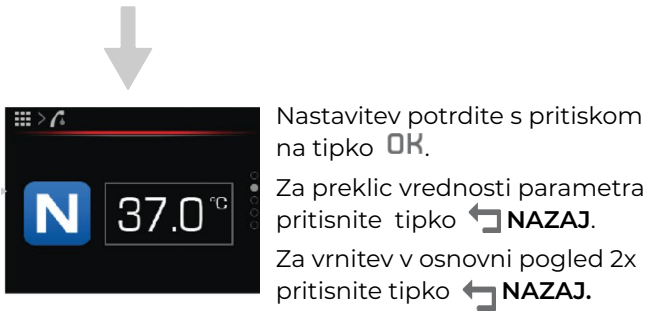 >
N 37.0 °C
Nastavitev potrdite s pritiskom
na tipko OK.
Za preklic vrednosti parametra
pritisnite tipko NAZAJ.
Za vrnitev v osnovni pogled 2x
pritisnite tipko NAZAJ.